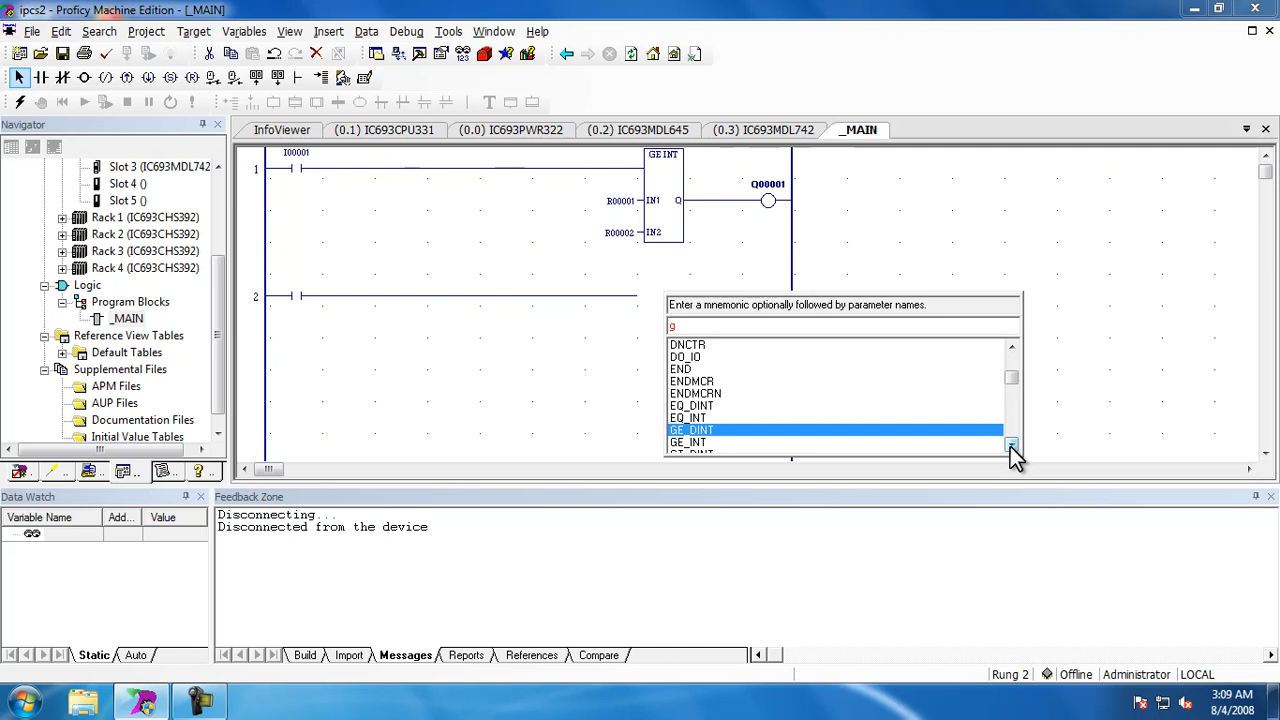 ipcs2 - Proficy Machine Edition - [_MAIN]
File Edit Search Project Target Variables View Insert Data Debug Tools Window Help
Navigator
InfoViewer (0.1) IC693CPU331 (0.0) IC693PWR322 (0.2) IC693MDL645 (0.3) IC693MDL742 _MAIN
Slot 3 (IC693MDL742
Slot 4 ()
Slot 5 ()
Rack 1 (IC693CHS392)
Rack 2 (IC693CHS392)
Rack 3 (IC693CHS392)
Rack 4 (IC693CHS392)
Logic
Program Blocks
_MAIN
Reference View Tables
Default Tables
Supplemental Files
APM Files
AUP Files
Documentation Files
Initial Value Tables
I00001
GE INT
1
Q00001
R00001 IN1 Q
R00002 IN2
2
Enter a mnemonic optionally followed by parameter names.
g
DNCTR
DO_IO
END
ENDMCR
ENDMCRN
EQ_DINT
EQ_INT
GE_DINT
GE_INT
GT_DINT
Data Watch
Variable Name Add... Value
Static Auto
Feedback Zone
Disconnecting...
Disconnected from the device
Build Import Messages Reports References Compare
Rung 2 Offline Administrator LOCAL
3:09 AM
8/4/2008